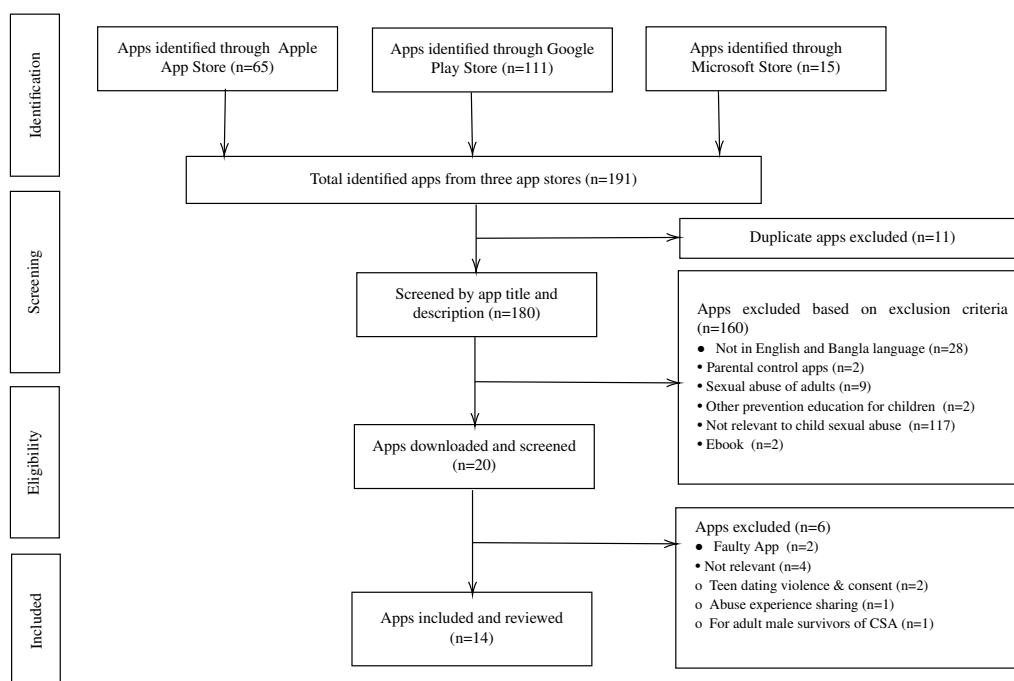 Identification
Apps identified through Apple
App Store (n=65)
Apps identified through Google
Play Store (n=111)
Apps identified through
Microsoft Store (n=15)
Total identified apps from three app stores (n=191)
Screening
Duplicate apps excluded (n=11)
Screened by app title and
description (n=180)
Apps excluded based on exclusion criteria
(n=160)
● Not in English and Bangla language (n=28)
• Parental control apps (n=2)
• Sexual abuse of adults (n=9)
• Other prevention education for children (n=2)
• Not relevant to child sexual abuse (n=117)
• Ebook (n=2)
Eligibility
Apps downloaded and screened
(n=20)
Apps excluded (n=6)
● Faulty App (n=2)
• Not relevant (n=4)
o Teen dating violence & consent (n=2)
o Abuse experience sharing (n=1)
o For adult male survivors of CSA (n=1)
Included
Apps included and reviewed
(n=14)